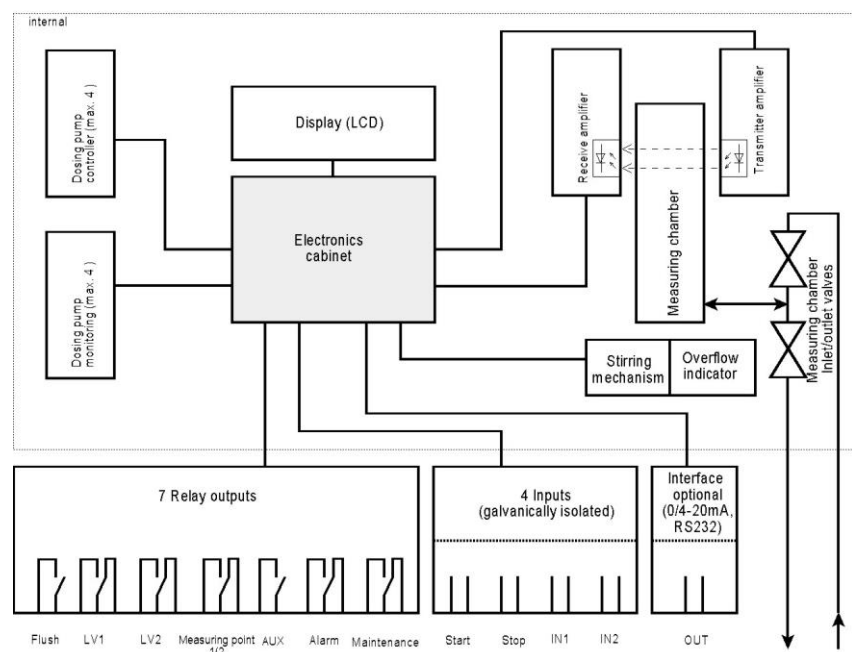 internal
Dosing pump
controller (max. 4 )
Display (LCD)
Receive amplifier
Transmitter amplifier
Measuring chamber
Electronics
cabinet
Dosing pump
monitoring (max. 4 )
Measuring chamber
Inlet/outlet valves
Stirring
mechanism
Overflow
indicator
7 Relay outputs
4 Inputs
(galvanically isolated)
Interface
optional
(0/4-20mA,
RS232)
Flush
LV1
LV2
Measuring point
1/2
AUX
Alarm
Maintenance
Start
Stop
IN1
IN2
OUT